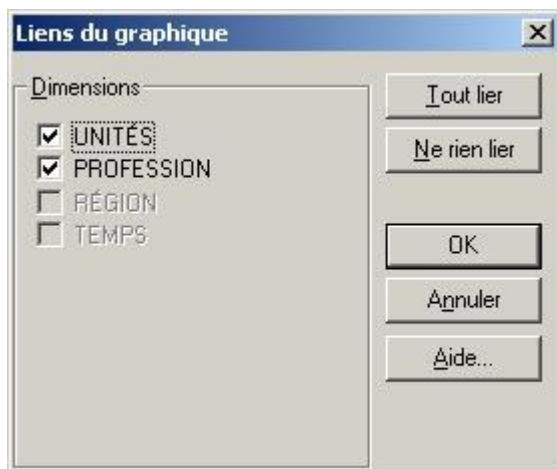 Liens du graphique
Dimensions
UNITÉS
PROFESSION
RÉGION
TEMPS
Tout lier
Ne rien lier
OK
Annuler
Aide...